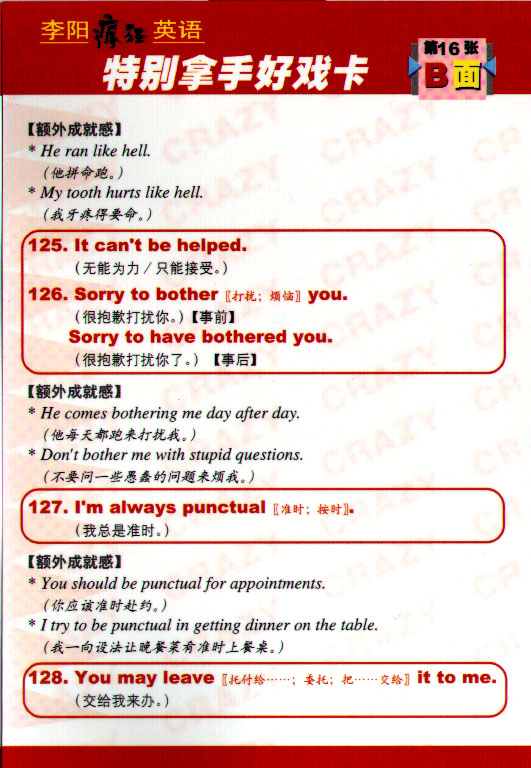 李阳疯狂英语
特别拿手好戏卡
第16张
B面
【额外成就感】
* He ran like hell.
（他拼命跑。）
* My tooth hurts like hell.
（我牙疼得要命。）
125. It can't be helped.
（无能为力/只能接受。）
126. Sorry to bother〖打扰；烦恼〗you.
（很抱歉打扰你。）【事前】
Sorry to have bothered you.
（很抱歉打扰你了。）【事后】
【额外成就感】
* He comes bothering me day after day.
（他每天都跑来打扰我。）
* Don't bother me with stupid questions.
（不要问一些愚蠢的问题来烦我。）
127. I'm always punctual〖准时；按时〗.
（我总是准时。）
【额外成就感】
* You should be punctual for appointments.
（你应该准时赴约。）
* I try to be punctual in getting dinner on the table.
（我一向设法让晚餐菜肴准时上餐桌。）
128. You may leave〖托付给……；委托；把……交给〗it to me.
（交给我来办。）
CRAZY